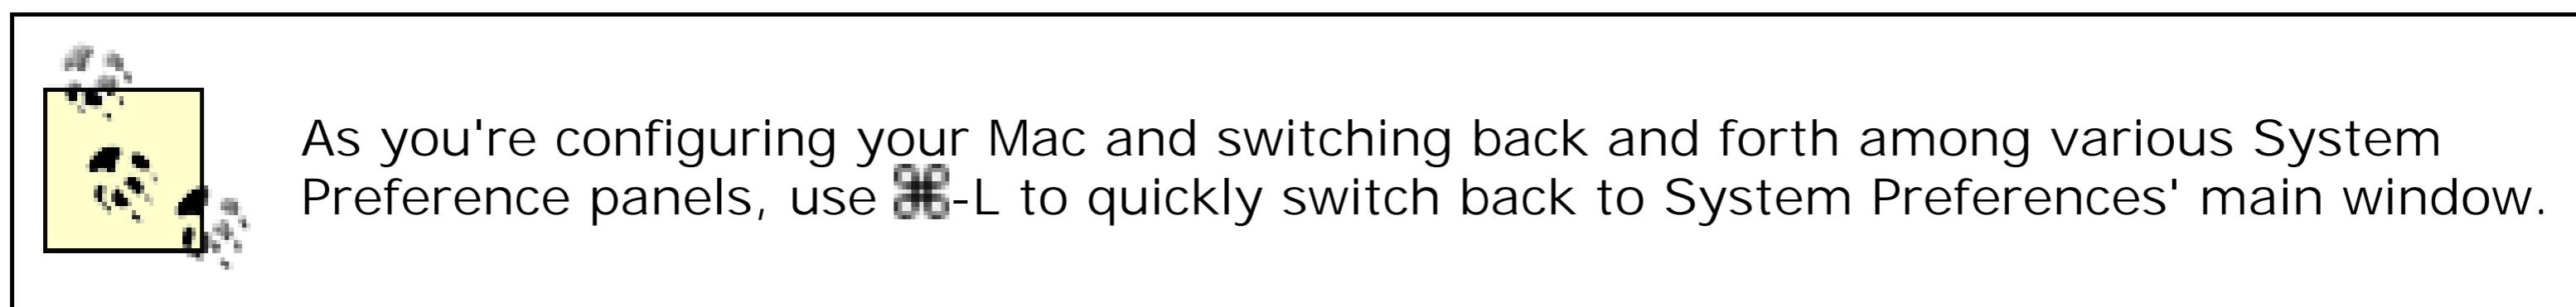 As you're configuring your Mac and switching back and forth among various System
Preference panels, use ⌘-L to quickly switch back to System Preferences' main window.